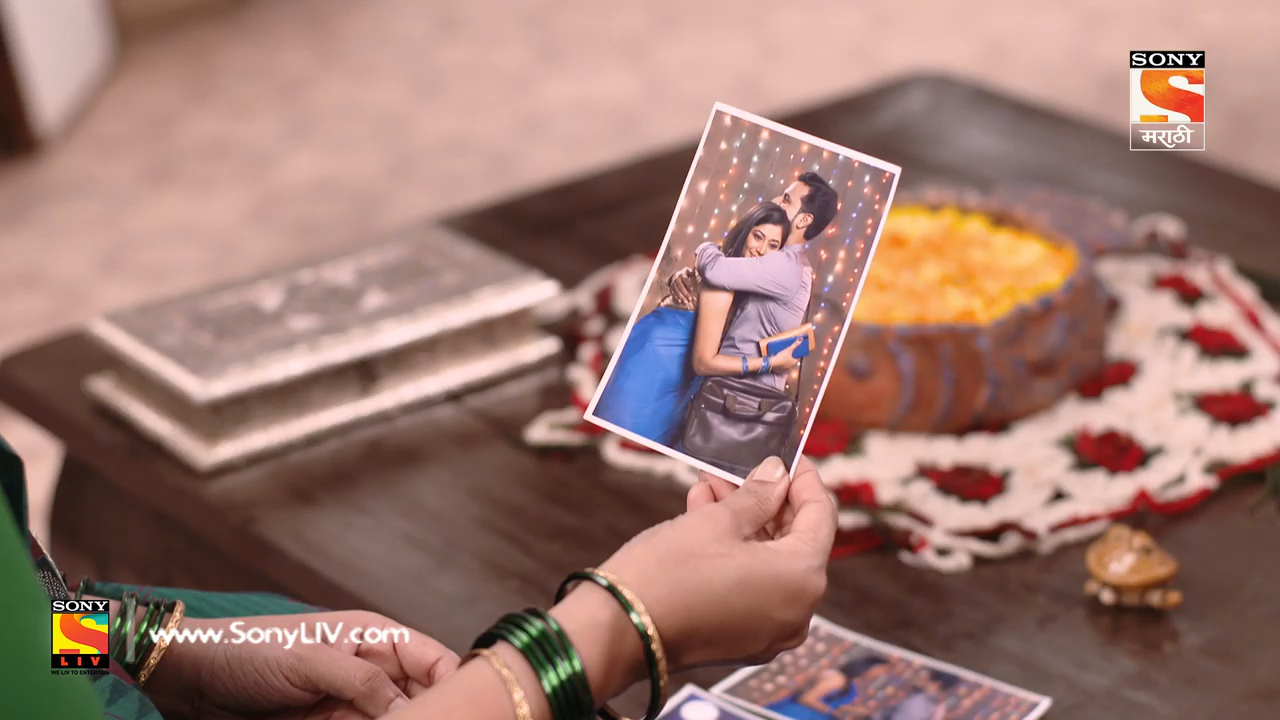 SONY
मराठी
SONY
LIV
WE LIV TO ENTERTAIN
www.SonyLIV.com